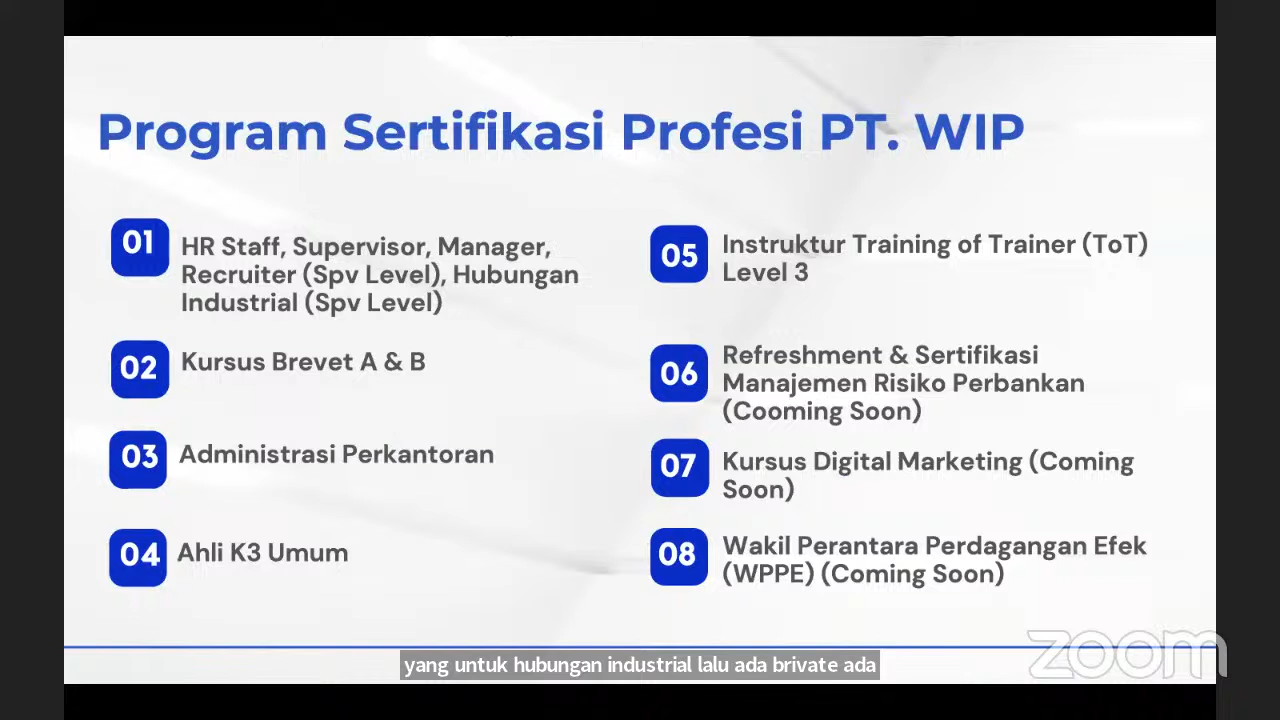 Program Sertifikasi Profesi PT. WIP
01
HR Staff, Supervisor, Manager,
Recruiter (Spv Level), Hubungan
Industrial (Spv Level)
02
Kursus Brevet A & B
03
Administrasi Perkantoran
04
Ahli K3 Umum
05
Instruktur Training of Trainer (ToT)
Level 3
06
Refreshment & Sertifikasi
Manajemen Risiko Perbankan
(Cooming Soon)
07
Kursus Digital Marketing (Coming
Soon)
08
Wakil Perantara Perdagangan Efek
(WPPE) (Coming Soon)
zoom
yang untuk hubungan industrial lalu ada brivate ada